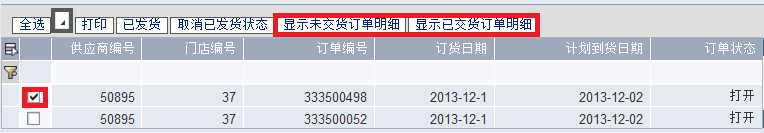 全选 打印 已发货 取消已发货状态 显示未交货订单明细 显示已交货订单明细
供应商编号 门店编号 订单编号 订货日期 计划到货日期 订单状态
50895 37 333500498 2013-12-1 2013-12-02 打开
50895 37 333500052 2013-12-1 2013-12-02 打开